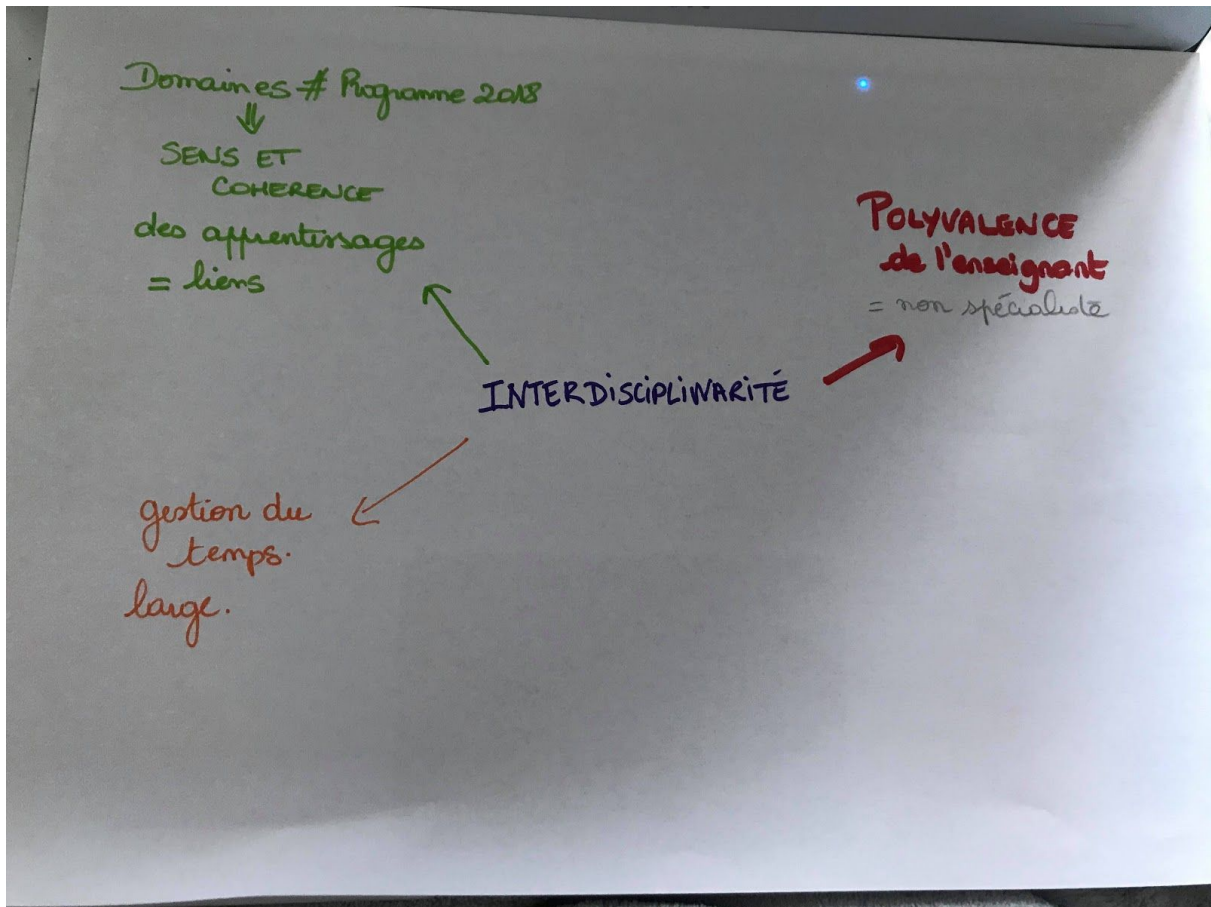 Domaines # Programme 2018
⇓
SENS ET
COHERENCE
des apprentissages
= liens
POLYVALENCE
de l'enseignant
= non spécialiste
INTERDISCIPLINARITÉ
gestion du
temps.
large.